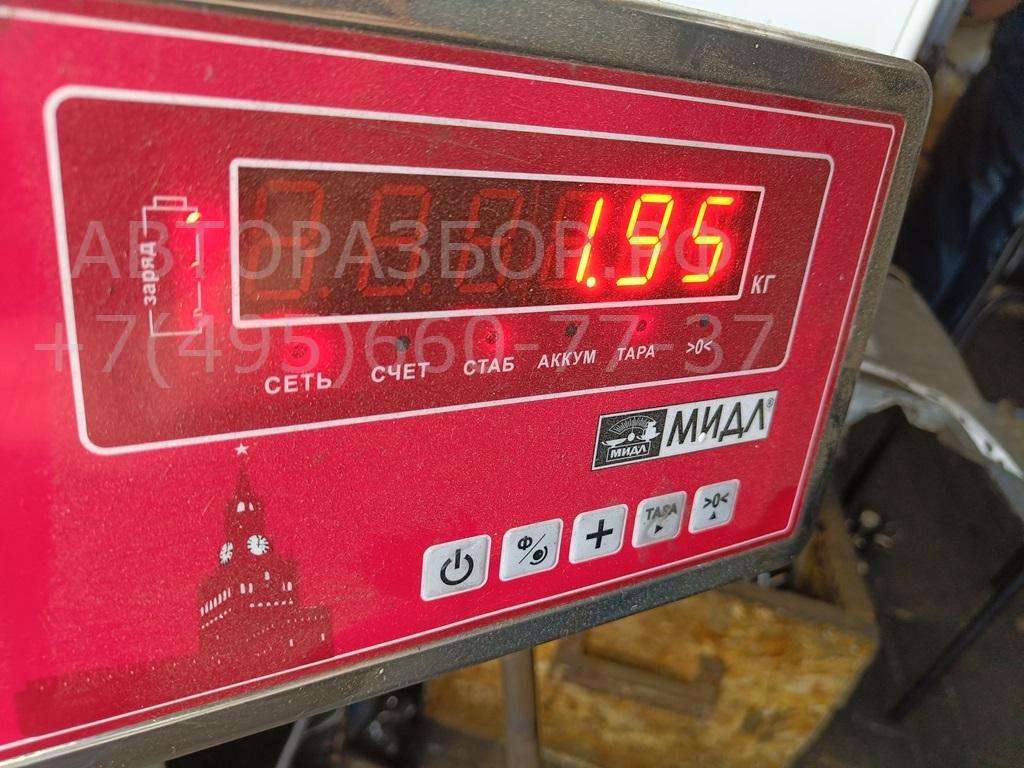 1.95
кг
заряд
СЕТЬ СЧЕТ СТАБ АККУМ ТАРА >0<
МИДЛ МИДЛ®
Ф ТАРА >0<
АВТОРАЗБОР.РФ
+7(495)660-77-37